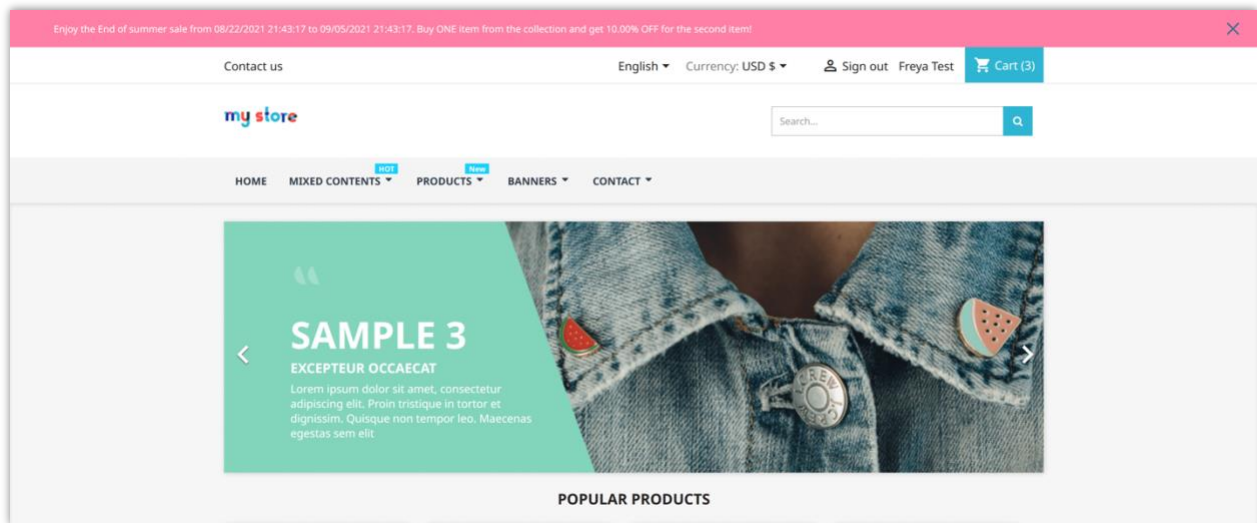 Enjoy the End of summer sale from 08/22/2021 21:43:17 to 09/05/2021 21:43:17. Buy ONE item from the collection and get 10.00% OFF for the second item!
Contact us English Currency: USD $ Sign out Freya Test Cart (3)
my store Search...
HOT New
HOME MIXED CONTENTS PRODUCTS BANNERS CONTACT
SAMPLE 3
EXCEPTEUR OCCAECAT
Lorem ipsum dolor sit amet, consectetur
adipiscing elit. Proin tristique in tortor et
dignissim. Quisque non tempor leo. Maecenas
egestas sem elit
POPULAR PRODUCTS